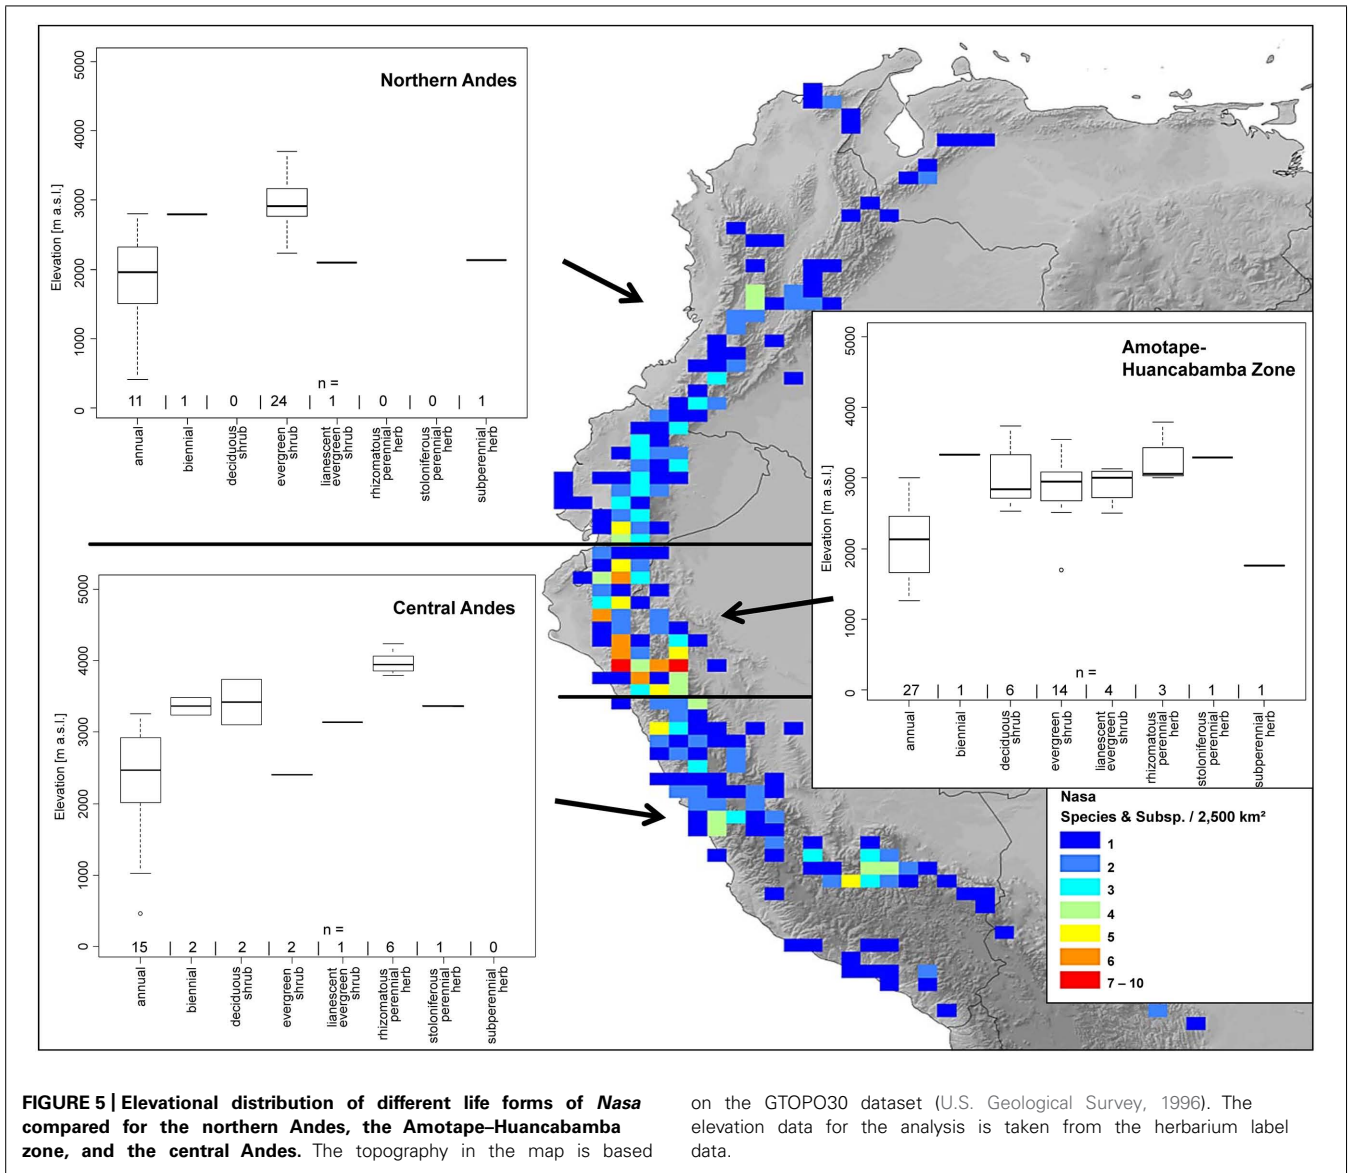 Northern Andes
Elevation [m a.s.l.]
5000
4000
3000
2000
1000
0
n =
11 | 1 | 0 | 24 | 1 | 0 | 0 | 1
annual
biennial
deciduous
shrub
evergreen
shrub
lianescent
evergreen
shrub
rhizomatous
perennial
herb
stoloniferous
perennial
herb
subperennial
herb
Amotape-
Huancabamba Zone
Elevation [m a.s.l.]
5000
4000
3000
2000
1000
0
n =
27 | 1 | 6 | 14 | 4 | 3 | 1 | 1
annual
biennial
deciduous
shrub
evergreen
shrub
lianescent
evergreen
shrub
rhizomatous
perennial
herb
stoloniferous
perennial
herb
subperennial
herb
Central Andes
Elevation [m a.s.l.]
5000
4000
3000
2000
1000
0
n =
15 | 2 | 2 | 2 | 1 | 6 | 1 | 0
annual
biennial
deciduous
shrub
evergreen
shrub
lianescent
evergreen
shrub
rhizomatous
perennial
herb
stoloniferous
perennial
herb
subperennial
herb
Nasa
Species & Subsp. / 2,500 km²
1
2
3
4
5
6
7 – 10
FIGURE 5 | Elevational distribution of different life forms of Nasa
compared for the northern Andes, the Amotape–Huancabamba
zone, and the central Andes. The topography in the map is based
on the GTOPO30 dataset (U.S. Geological Survey, 1996). The
elevation data for the analysis is taken from the herbarium label
data.